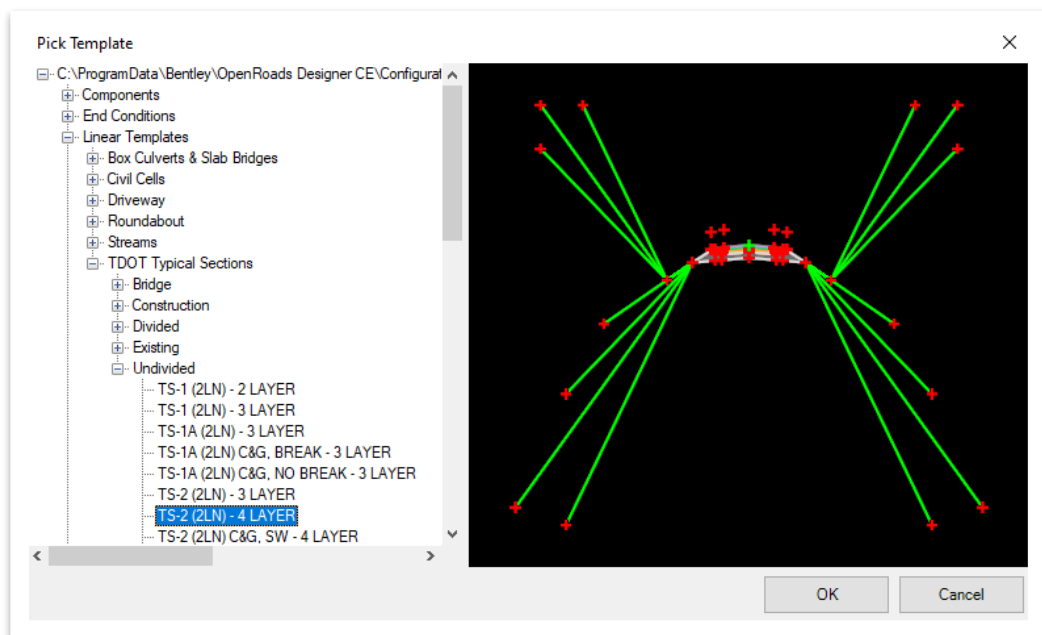 Pick Template
C:\ProgramData\Bentley\OpenRoads Designer CE\Configurat
Components
End Conditions
Linear Templates
Box Culverts & Slab Bridges
Civil Cells
Driveway
Roundabout
Streams
TDOT Typical Sections
Bridge
Construction
Divided
Existing
Undivided
TS-1 (2LN) - 2 LAYER
TS-1 (2LN) - 3 LAYER
TS-1A (2LN) - 3 LAYER
TS-1A (2LN) C&G, BREAK - 3 LAYER
TS-1A (2LN) C&G, NO BREAK - 3 LAYER
TS-2 (2LN) - 3 LAYER
TS-2 (2LN) - 4 LAYER
TS-2 (2LN) C&G, SW - 4 LAYER
OK Cancel